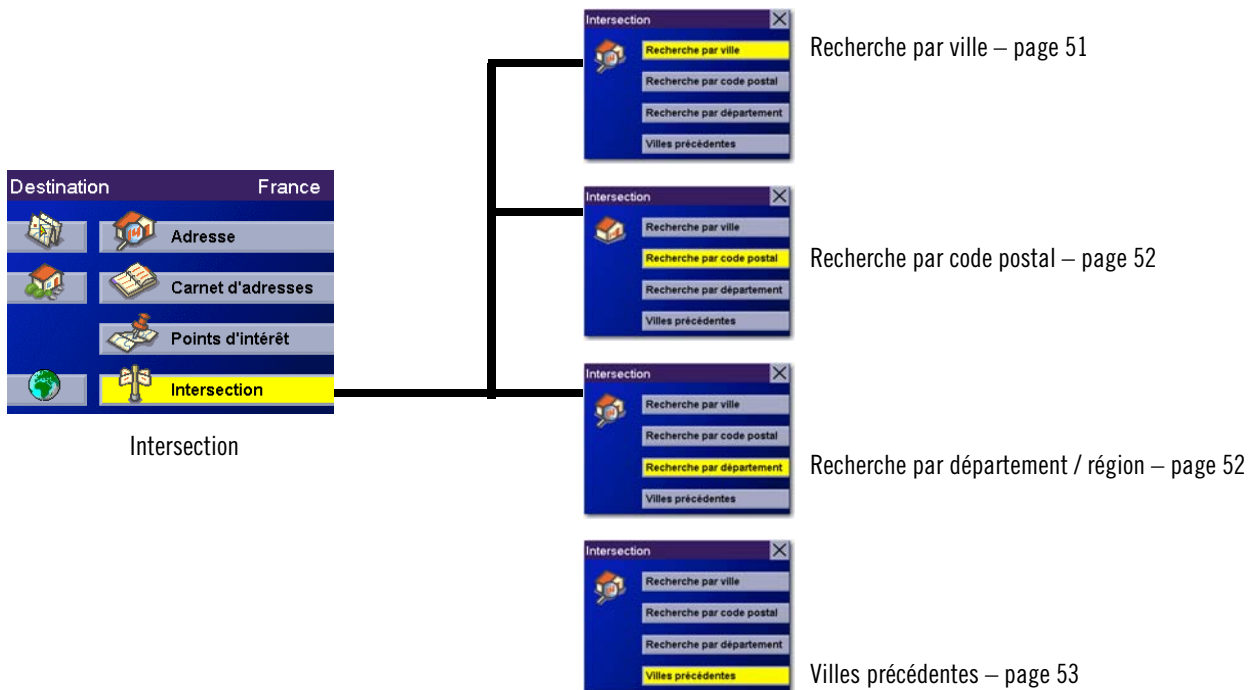 Destination France
Adresse
Carnet d'adresses
Points d'intérêt
Intersection
Intersection
Intersection
Recherche par ville
Recherche par code postal
Recherche par département
Villes précédentes
Recherche par ville – page 51
Intersection
Recherche par ville
Recherche par code postal
Recherche par département
Villes précédentes
Recherche par code postal – page 52
Intersection
Recherche par ville
Recherche par code postal
Recherche par département
Villes précédentes
Recherche par département / région – page 52
Intersection
Recherche par ville
Recherche par code postal
Recherche par département
Villes précédentes
Villes précédentes – page 53